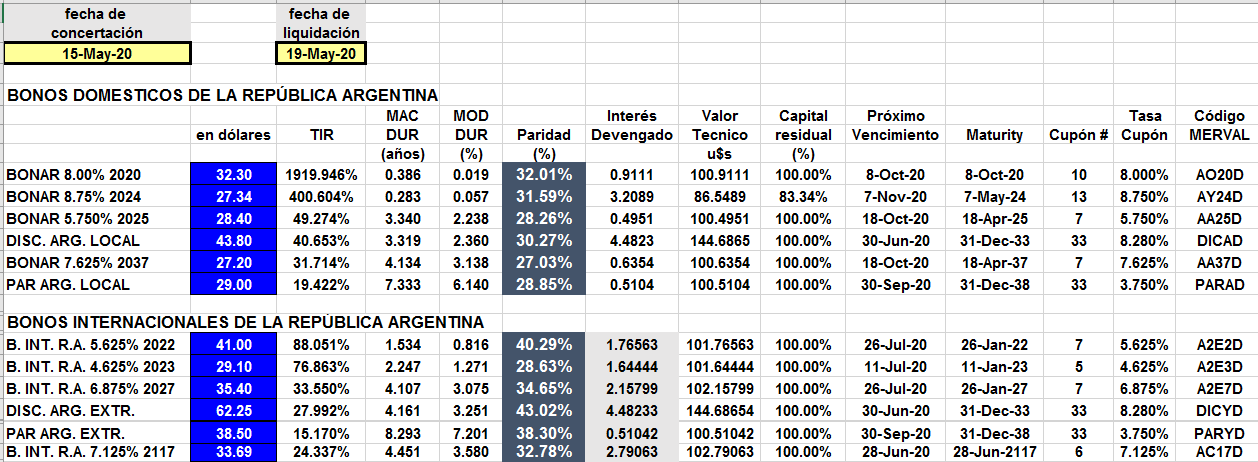 fecha de fecha de
concertación liquidación
15-May-20 19-May-20
BONOS DOMESTICOS DE LA REPÚBLICA ARGENTINA
MAC MOD Interés Valor Capital Próximo Tasa Código
en dólares TIR DUR DUR Paridad Devengado Tecnico residual Vencimiento Maturity Cupón # Cupón MERVAL
(años) (%) (%) u$s (%)
BONAR 8.00% 2020 32.30 1919.946% 0.386 0.019 32.01% 0.9111 100.9111 100.00% 8-Oct-20 8-Oct-20 10 8.000% AO20D
BONAR 8.75% 2024 27.34 400.604% 0.283 0.057 31.59% 3.2089 86.5489 83.34% 7-Nov-20 7-May-24 13 8.750% AY24D
BONAR 5.750% 2025 28.40 49.274% 3.340 2.238 28.26% 0.4951 100.4951 100.00% 18-Oct-20 18-Apr-25 7 5.750% AA25D
DISC. ARG. LOCAL 43.80 40.653% 3.319 2.360 30.27% 4.4823 144.6865 100.00% 30-Jun-20 31-Dec-33 33 8.280% DICAD
BONAR 7.625% 2037 27.20 31.714% 4.134 3.138 27.03% 0.6354 100.6354 100.00% 18-Oct-20 18-Apr-37 7 7.625% AA37D
PAR ARG. LOCAL 29.00 19.422% 7.333 6.140 28.85% 0.5104 100.5104 100.00% 30-Sep-20 31-Dec-38 33 3.750% PARAD
BONOS INTERNACIONALES DE LA REPÚBLICA ARGENTINA
B. INT. R.A. 5.625% 2022 41.00 88.051% 1.534 0.816 40.29% 1.76563 101.76563 100.00% 26-Jul-20 26-Jan-22 7 5.625% A2E2D
B. INT. R.A. 4.625% 2023 29.10 76.863% 2.247 1.271 28.63% 1.64444 101.64444 100.00% 11-Jul-20 11-Jan-23 5 4.625% A2E3D
B. INT. R.A. 6.875% 2027 35.40 33.550% 4.107 3.075 34.65% 2.15799 102.15799 100.00% 26-Jul-20 26-Jan-27 7 6.875% A2E7D
DISC. ARG. EXTR. 62.25 27.992% 4.161 3.251 43.02% 4.48233 144.68654 100.00% 30-Jun-20 31-Dec-33 33 8.280% DICYD
PAR ARG. EXTR. 38.50 15.170% 8.293 7.201 38.30% 0.51042 100.51042 100.00% 30-Sep-20 31-Dec-38 33 3.750% PARYD
B. INT. R.A. 7.125% 2117 33.69 24.337% 4.451 3.580 32.78% 2.79063 102.79063 100.00% 28-Jun-20 28-Jun-2117 6 7.125% AC17D